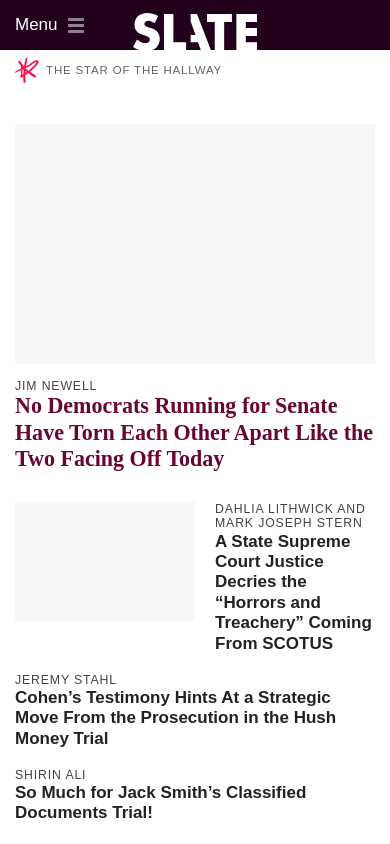 Menu
SLATE
THE STAR OF THE HALLWAY
JIM NEWELL
No Democrats Running for Senate
Have Torn Each Other Apart Like the
Two Facing Off Today
DAHLIA LITHWICK AND
MARK JOSEPH STERN
A State Supreme
Court Justice
Decries the
“Horrors and
Treachery” Coming
From SCOTUS
JEREMY STAHL
Cohen’s Testimony Hints At a Strategic
Move From the Prosecution in the Hush
Money Trial
SHIRIN ALI
So Much for Jack Smith’s Classified
Documents Trial!